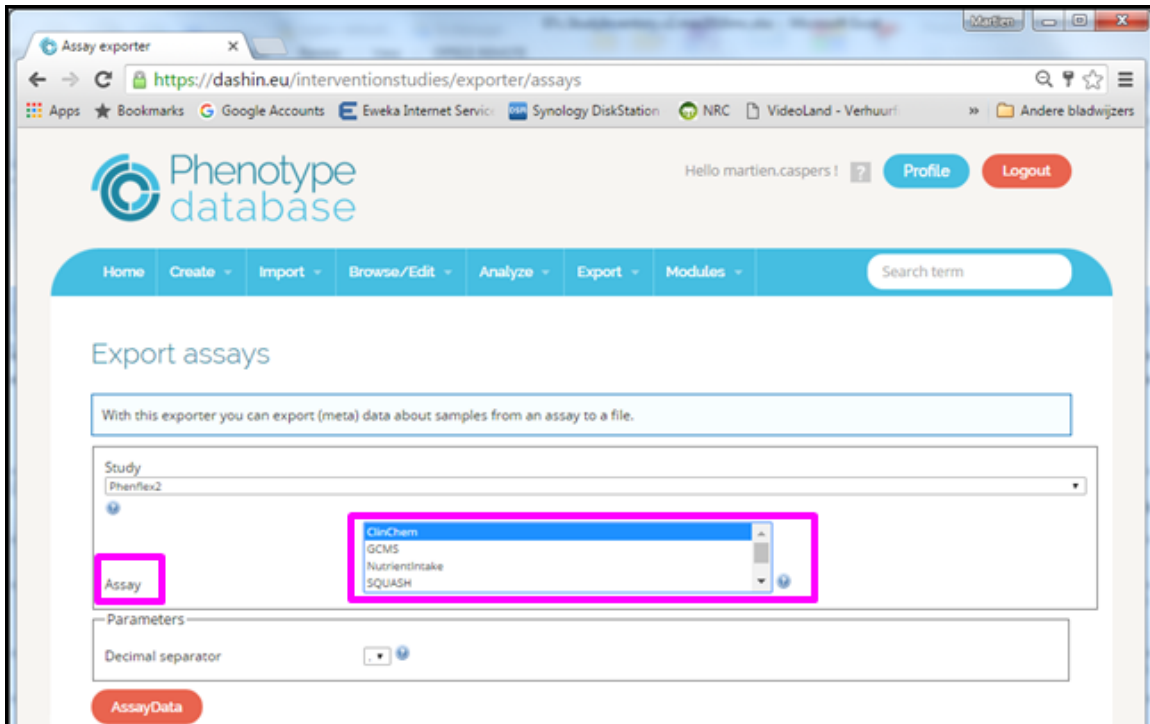 Martien
Assay exporter
https://dashin.eu/interventionstudies/exporter/assays
Apps Bookmarks Google Accounts Eweka Internet Servic Synology DiskStation NRC VideoLand - Verhuurf » Andere bladwijzers
Phenotype
database
Hello martien.caspers ! ? Profile Logout
Home Create Import Browse/Edit Analyze Export Modules Search term
Export assays
With this exporter you can export (meta) data about samples from an assay to a file.
Study
Phenflex2
ClinChem
GCMS
NutrientIntake
SQUASH
Assay
Parameters
Decimal separator .
AssayData